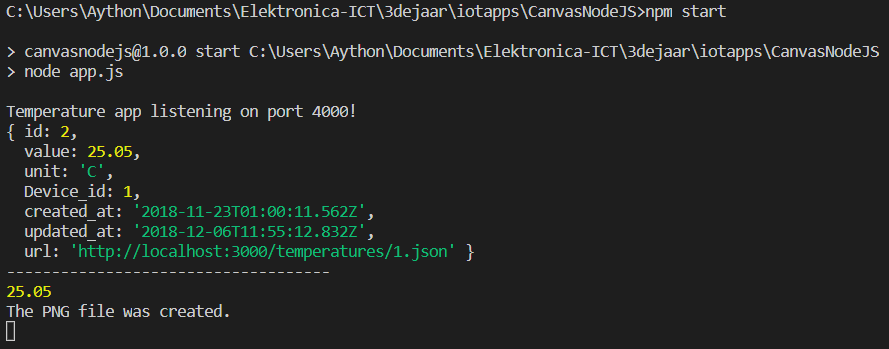 C:\Users\Aython\Documents\Elektronica-ICT\3dejaar\iotapps\CanvasNodeJS>npm start
> canvasnodejs@1.0.0 start C:\Users\Aython\Documents\Elektronica-ICT\3dejaar\iotapps\CanvasNodeJS
> node app.js
Temperature app listening on port 4000!
{ id: 2,
  value: 25.05,
  unit: 'C',
  Device_id: 1,
  created_at: '2018-11-23T01:00:11.562Z',
  updated_at: '2018-12-06T11:55:12.832Z',
  url: 'http://localhost:3000/temperatures/1.json' }
------------------------------------
25.05
The PNG file was created.